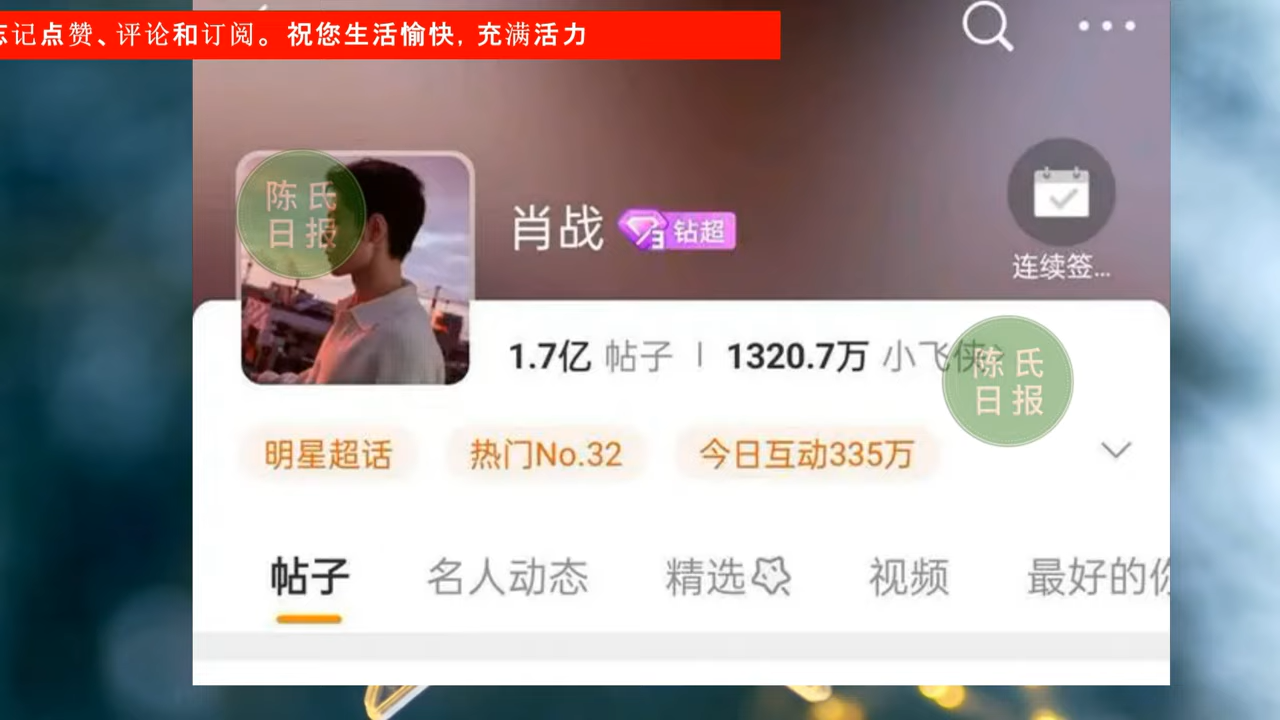 忘记点赞、评论和订阅。祝您生活愉快, 充满活力
陈氏
日报
肖战
3 钻超
连续签...
1.7亿 帖子 | 1320.7万 小飞侠
陈氏
日报
明星超话 热门No.32 今日互动335万
帖子 名人动态 精选 视频 最好的你